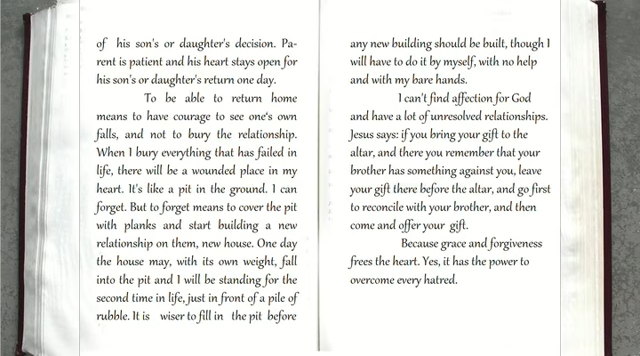 of his son's or daughter's decision. Pa-
rent is patient and his heart stays open for
his son's or daughter's return one day.
To be able to return home
means to have courage to see one's own
falls, and not to bury the relationship.
When I bury everything that has failed in
life, there will be a wounded place in my
heart. It's like a pit in the ground. I can
forget. But to forget means to cover the pit
with planks and start building a new
relationship on them, new house. One day
the house may, with its own weight, fall
into the pit and I will be standing for the
second time in life, just in front of a pile of
rubble. It is wiser to fill in the pit before
any new building should be built, though I
will have to do it by myself, with no help
and with my bare hands.
I can't find affection for God
and have a lot of unresolved relationships.
Jesus says: if you bring your gift to the
altar, and there you remember that your
brother has something against you, leave
your gift there before the altar, and go first
to reconcile with your brother, and then
come and offer your gift.
Because grace and forgiveness
frees the heart. Yes, it has the power to
overcome every hatred.